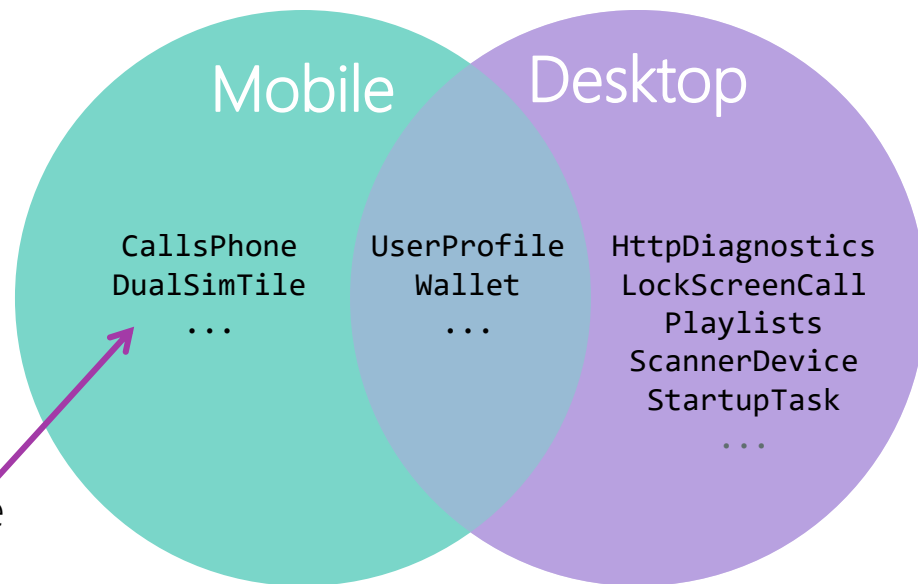 Mobile
Desktop
CallsPhone
DualSimTile
...
UserProfile
Wallet
...
HttpDiagnostics
LockScreenCall
Playlists
ScannerDevice
StartupTask
...